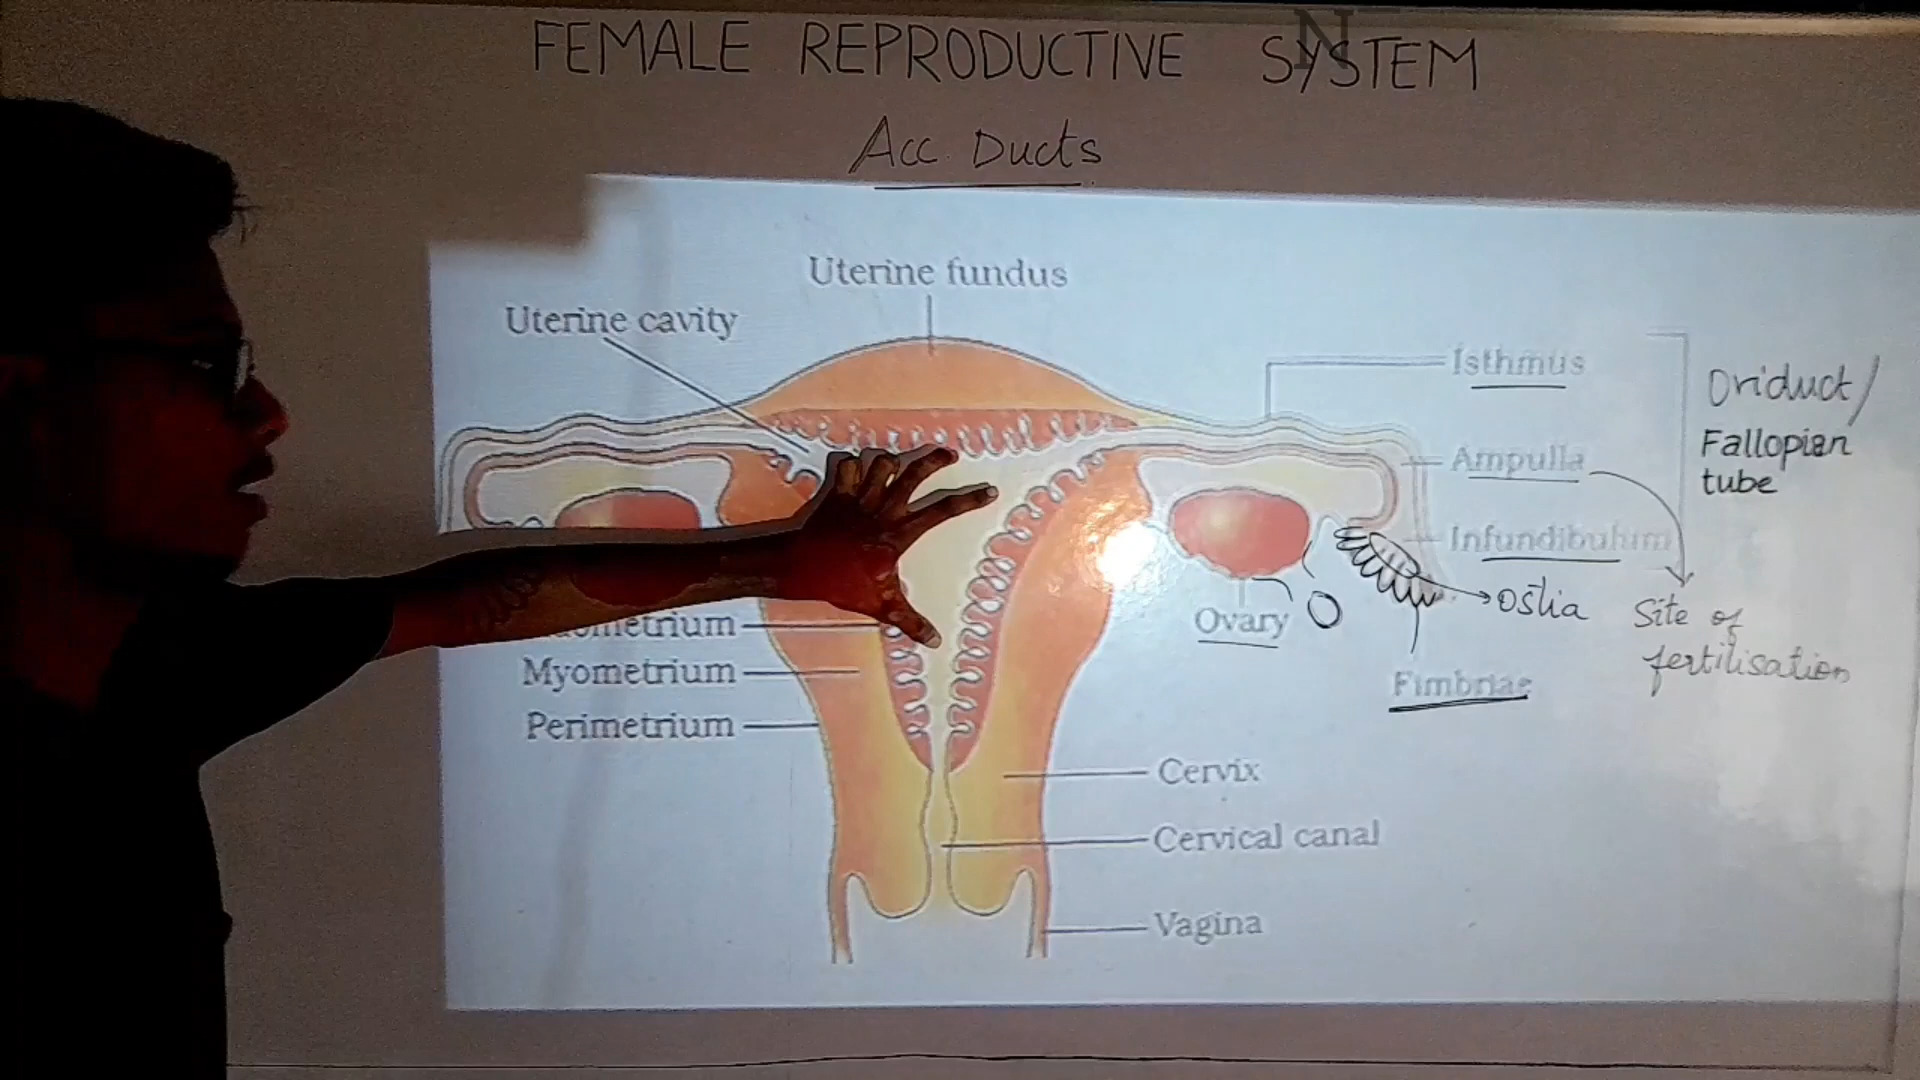 FEMALE REPRODUCTIVE SYSTEM
N
Acc. Ducts
Uterine fundus
Uterine cavity
Isthmus
Oviduct/
Fallopian
tube
Ampulla
Infundibulum
Ostia
Site of
fertilisation
Ovary
Fimbriae
Myometrium
Perimetrium
Cervix
Cervical canal
Vagina